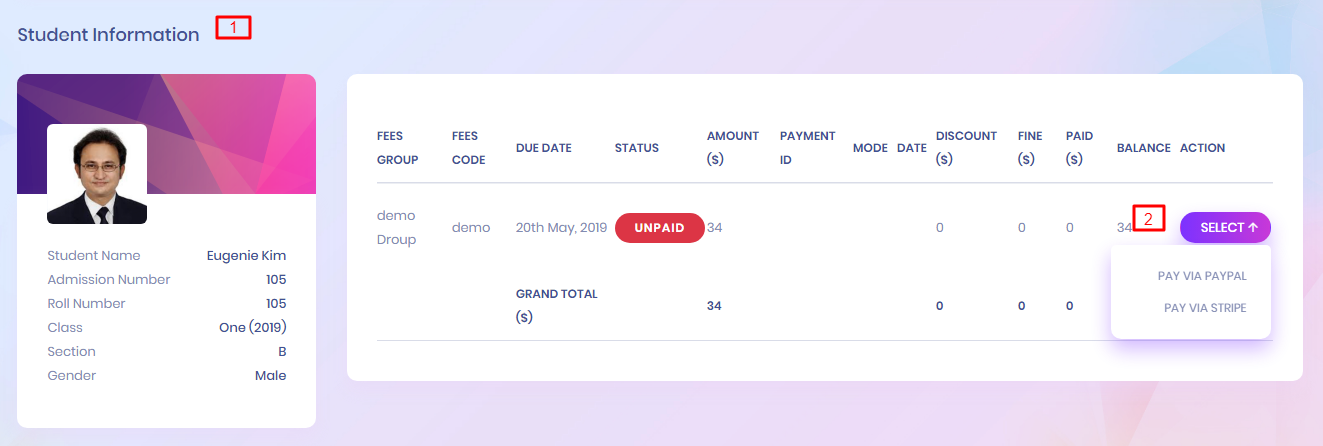 Student Information 1
Student Name Eugenie Kim
Admission Number 105
Roll Number 105
Class One (2019)
Section B
Gender Male
FEES GROUP FEES CODE DUE DATE STATUS AMOUNT ($) PAYMENT ID MODE DATE DISCOUNT ($) FINE ($) PAID ($) BALANCE ACTION
demo Droup demo 20th May, 2019 UNPAID 34 0 0 0 34 2 SELECT ↑
PAY VIA PAYPAL
PAY VIA STRIPE
GRAND TOTAL ($) 34 0 0 0